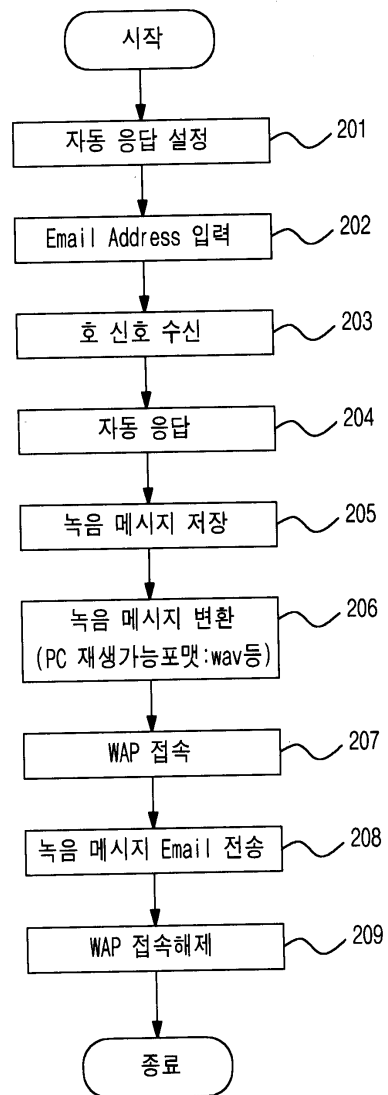 시작
자동 응답 설정
201
Email Address 입력
202
호 신호 수신
203
자동 응답
204
녹음 메시지 저장
205
녹음 메시지 변환
(PC 재생가능포맷:wav등)
206
WAP 접속
207
녹음 메시지 Email 전송
208
WAP 접속해제
209
종료